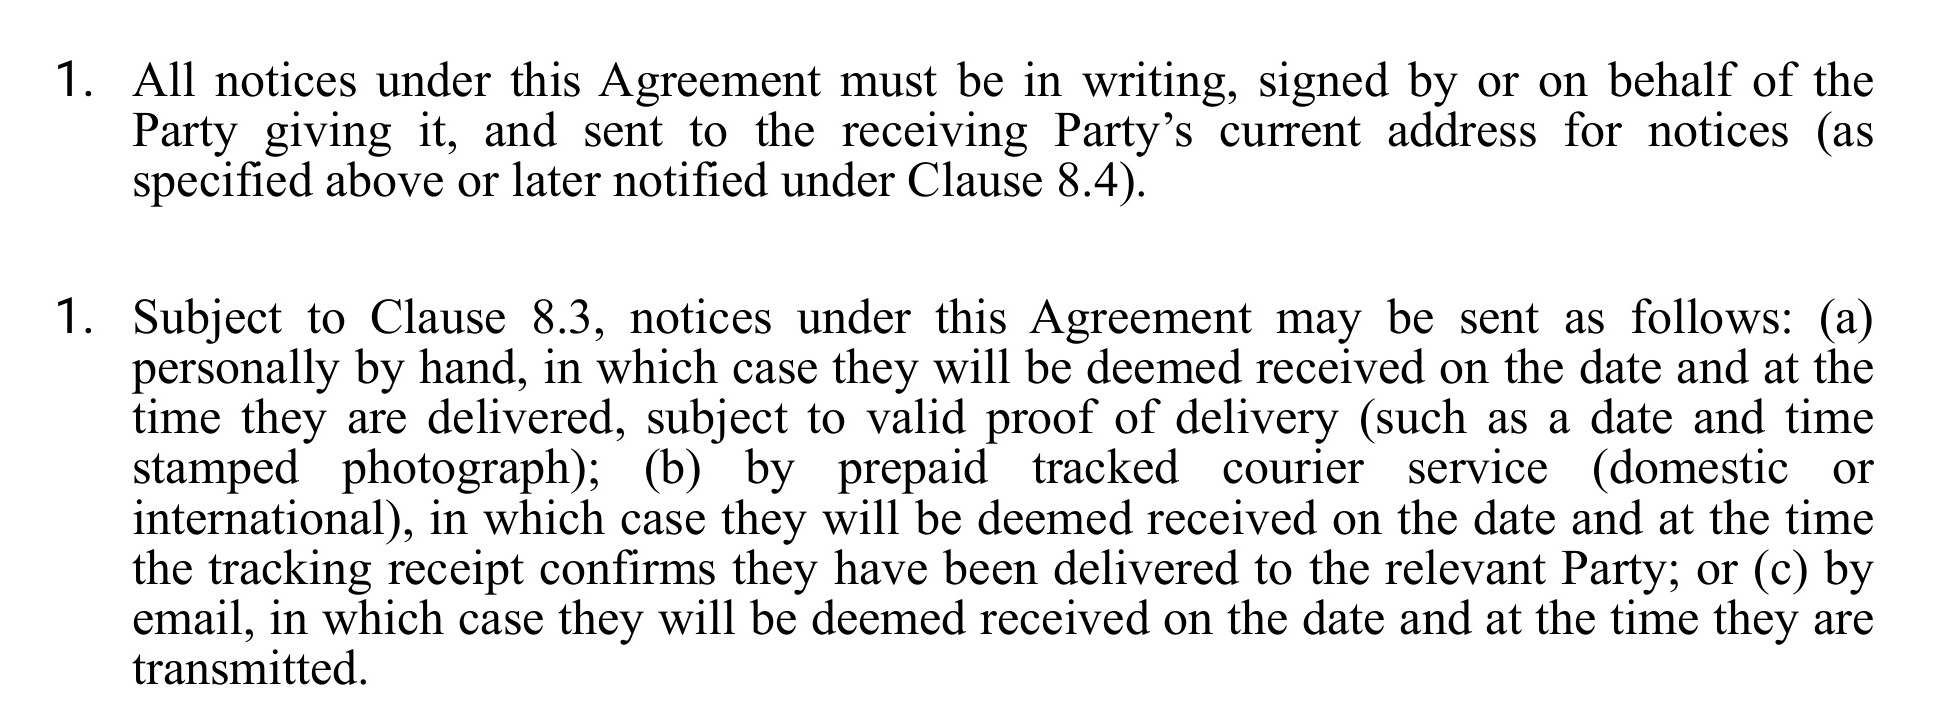 1. All notices under this Agreement must be in writing, signed by or on behalf of the
Party giving it, and sent to the receiving Party’s current address for notices (as
specified above or later notified under Clause 8.4).
1. Subject to Clause 8.3, notices under this Agreement may be sent as follows: (a)
personally by hand, in which case they will be deemed received on the date and at the
time they are delivered, subject to valid proof of delivery (such as a date and time
stamped photograph); (b) by prepaid tracked courier service (domestic or
international), in which case they will be deemed received on the date and at the time
the tracking receipt confirms they have been delivered to the relevant Party; or (c) by
email, in which case they will be deemed received on the date and at the time they are
transmitted.